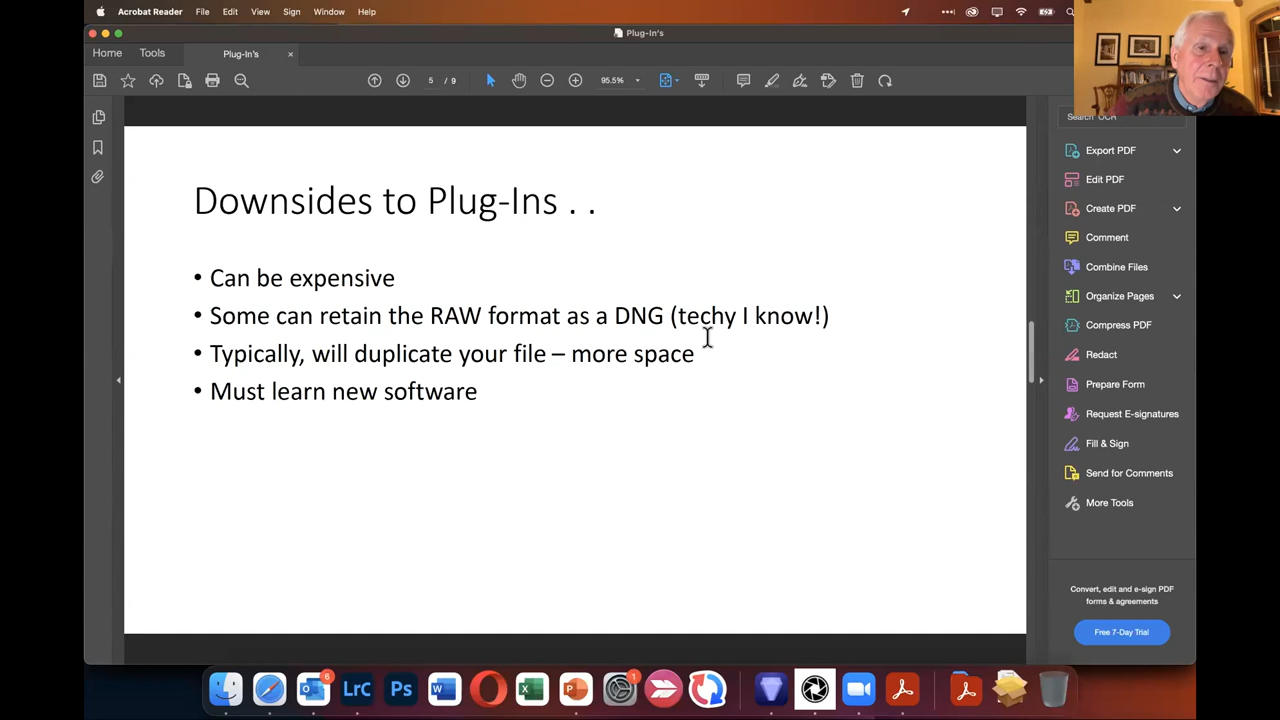 Acrobat Reader File Edit View Sign Window Help
Plug-In's
Home Tools Plug-In's ×
5 / 9 95.5%
Export PDF
Edit PDF
Create PDF
Comment
Combine Files
Organize Pages
Compress PDF
Redact
Prepare Form
Request E-signatures
Fill & Sign
Send for Comments
More Tools
Convert, edit and e-sign PDF
forms & agreements
Free 7-Day Trial
Downsides to Plug-Ins . .
• Can be expensive
• Some can retain the RAW format as a DNG (techy I know!)
• Typically, will duplicate your file – more space
• Must learn new software
6 LrC Ps W X P 1